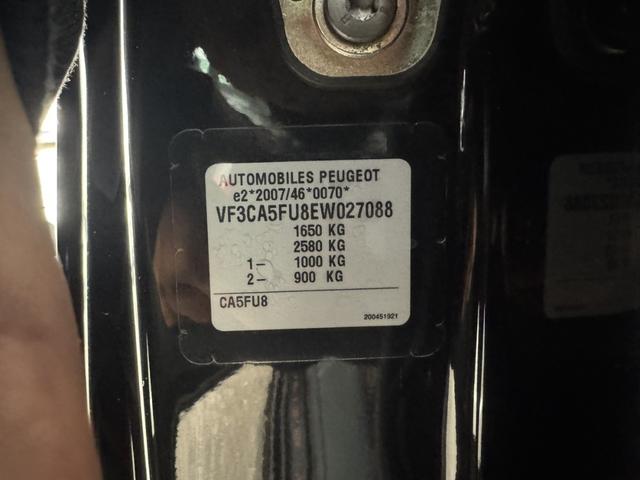 AUTOMOBILES PEUGEOT
e2*2007/46*0070*
VF3CA5FU8EW027088
1650 KG
2580 KG
1- 1000 KG
2- 900 KG
CA5FU8
200451921